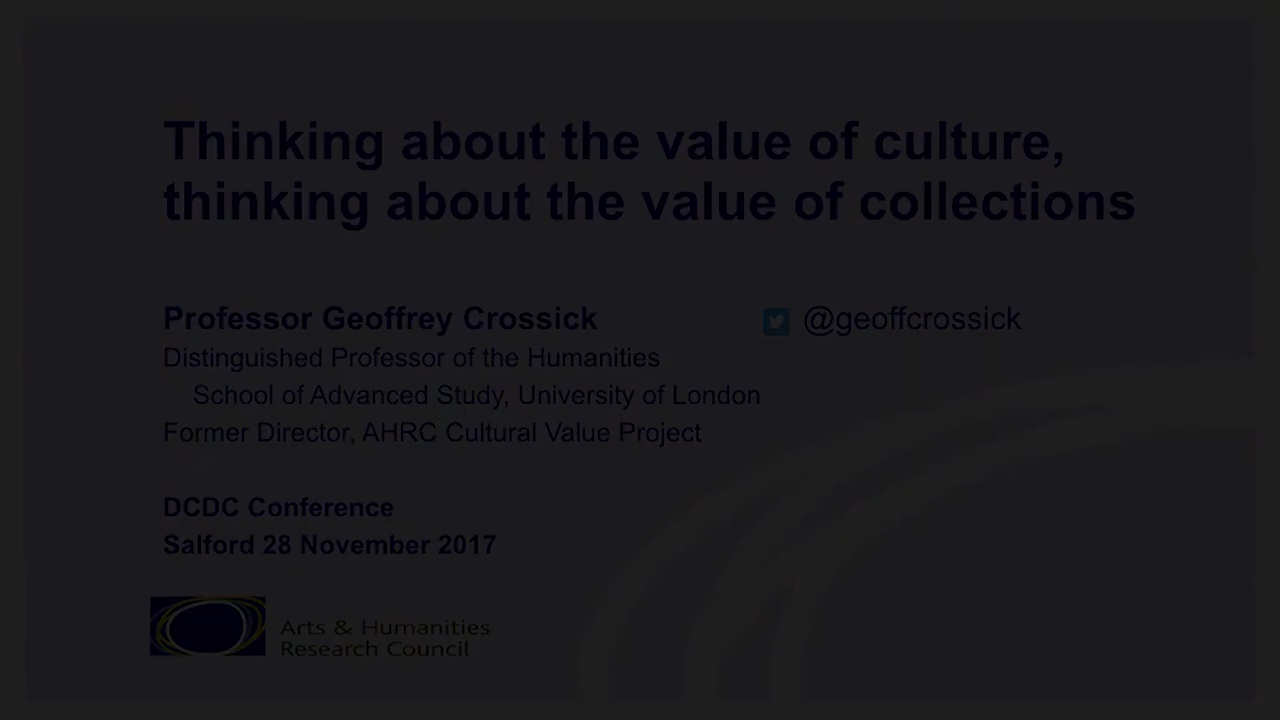 Thinking about the value of culture,
thinking about the value of collections
Professor Geoffrey Crossick @geoffcrossick
Distinguished Professor of the Humanities
School of Advanced Study, University of London
Former Director, AHRC Cultural Value Project
DCDC Conference
Salford 28 November 2017
Arts & Humanities
Research Council